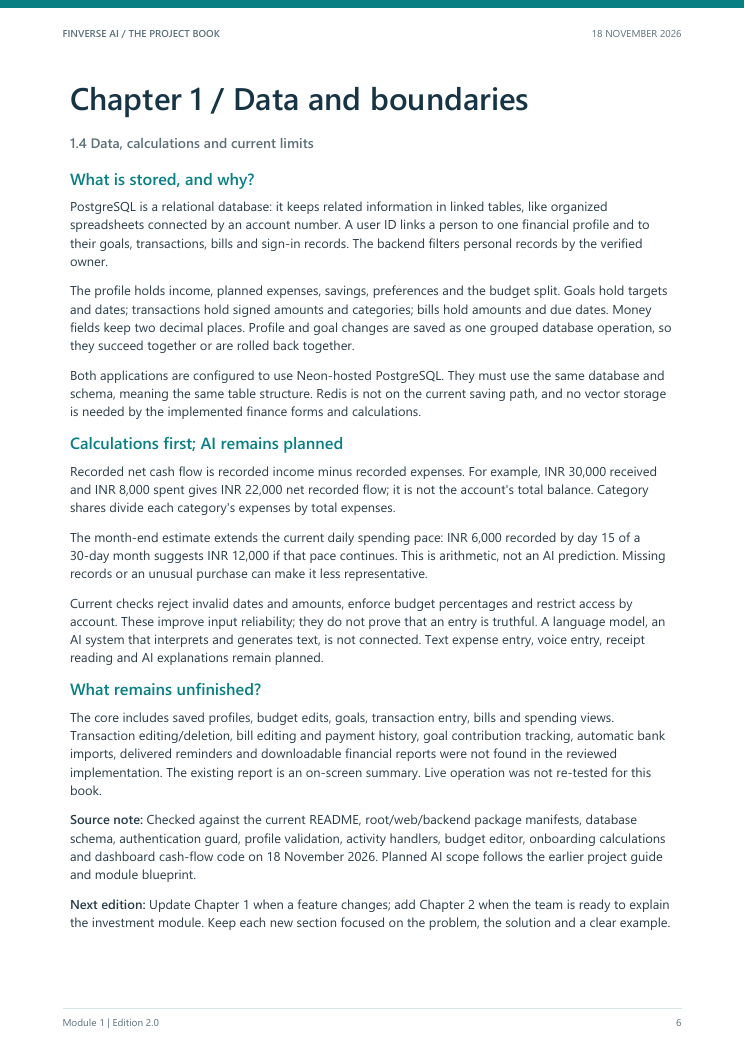 FINVERSE AI / THE PROJECT BOOK
18 NOVEMBER 2026
Chapter 1 / Data and boundaries
1.4 Data, calculations and current limits
What is stored, and why?
PostgreSQL is a relational database: it keeps related information in linked tables, like organized
spreadsheets connected by an account number. A user ID links a person to one financial profile and to
their goals, transactions, bills and sign-in records. The backend filters personal records by the verified
owner.
The profile holds income, planned expenses, savings, preferences and the budget split. Goals hold targets
and dates; transactions hold signed amounts and categories; bills hold amounts and due dates. Money
fields keep two decimal places. Profile and goal changes are saved as one grouped database operation, so
they succeed together or are rolled back together.
Both applications are configured to use Neon-hosted PostgreSQL. They must use the same database and
schema, meaning the same table structure. Redis is not on the current saving path, and no vector storage
is needed by the implemented finance forms and calculations.
Calculations first; AI remains planned
Recorded net cash flow is recorded income minus recorded expenses. For example, INR 30,000 received
and INR 8,000 spent gives INR 22,000 net recorded flow; it is not the account's total balance. Category
shares divide each category's expenses by total expenses.
The month-end estimate extends the current daily spending pace: INR 6,000 recorded by day 15 of a
30-day month suggests INR 12,000 if that pace continues. This is arithmetic, not an AI prediction. Missing
records or an unusual purchase can make it less representative.
Current checks reject invalid dates and amounts, enforce budget percentages and restrict access by
account. These improve input reliability; they do not prove that an entry is truthful. A language model, an
AI system that interprets and generates text, is not connected. Text expense entry, voice entry, receipt
reading and AI explanations remain planned.
What remains unfinished?
The core includes saved profiles, budget edits, goals, transaction entry, bills and spending views.
Transaction editing/deletion, bill editing and payment history, goal contribution tracking, automatic bank
imports, delivered reminders and downloadable financial reports were not found in the reviewed
implementation. The existing report is an on-screen summary. Live operation was not re-tested for this
book.
Source note: Checked against the current README, root/web/backend package manifests, database
schema, authentication guard, profile validation, activity handlers, budget editor, onboarding calculations
and dashboard cash-flow code on 18 November 2026. Planned AI scope follows the earlier project guide
and module blueprint.
Next edition: Update Chapter 1 when a feature changes; add Chapter 2 when the team is ready to explain
the investment module. Keep each new section focused on the problem, the solution and a clear example.
Module 1 | Edition 2.0
6